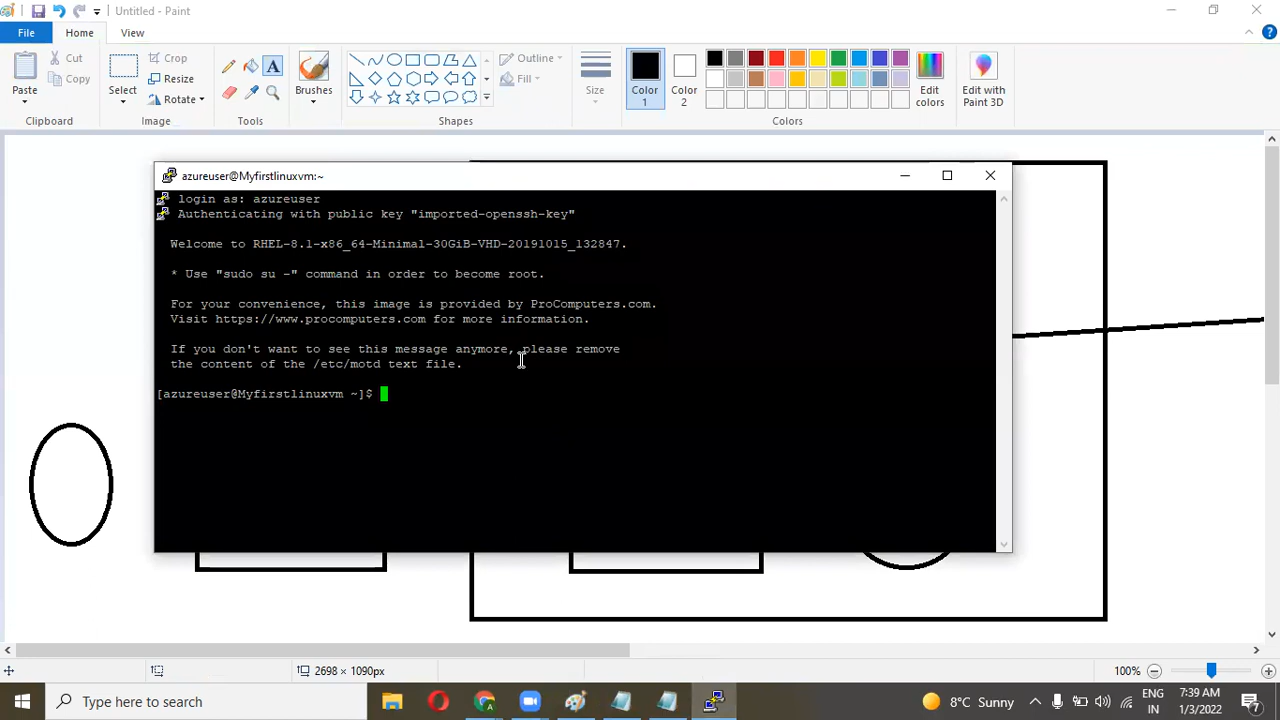 Untitled - Paint
File
Home
View
Paste
Cut
Copy
Clipboard
Select
Crop
Resize
Rotate
Image
A
Tools
Brushes
Outline
Fill
Shapes
Size
Color 1
Color 2
Edit colors
Colors
Edit with Paint 3D
azureuser@Myfirstlinuxvm:~
login as: azureuser
Authenticating with public key "imported-openssh-key"
Welcome to RHEL-8.1-x86_64-Minimal-30GiB-VHD-20191015_132847.
* Use "sudo su -" command in order to become root.
For your convenience, this image is provided by ProComputers.com.
Visit https://www.procomputers.com for more information.
If you don't want to see this message anymore, please remove
the content of the /etc/motd text file.
[azureuser@Myfirstlinuxvm ~]$
2698 × 1090px
100%
Type here to search
8°C Sunny
ENG
IN
7:39 AM
1/3/2022
7